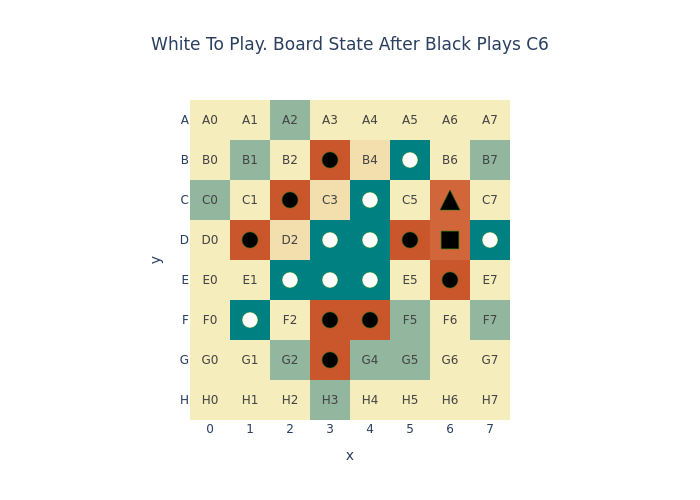 White To Play. Board State After Black Plays C6
A A0 A1 A2 A3 A4 A5 A6 A7
B B0 B1 B2 B4 B6 B7
C C0 C1 C3 C5 C7
D D0 D2
E E0 E1 E5 E7
F F0 F2 F5 F6 F7
G G0 G1 G2 G4 G5 G6 G7
H H0 H1 H2 H3 H4 H5 H6 H7
0 1 2 3 4 5 6 7
x
y